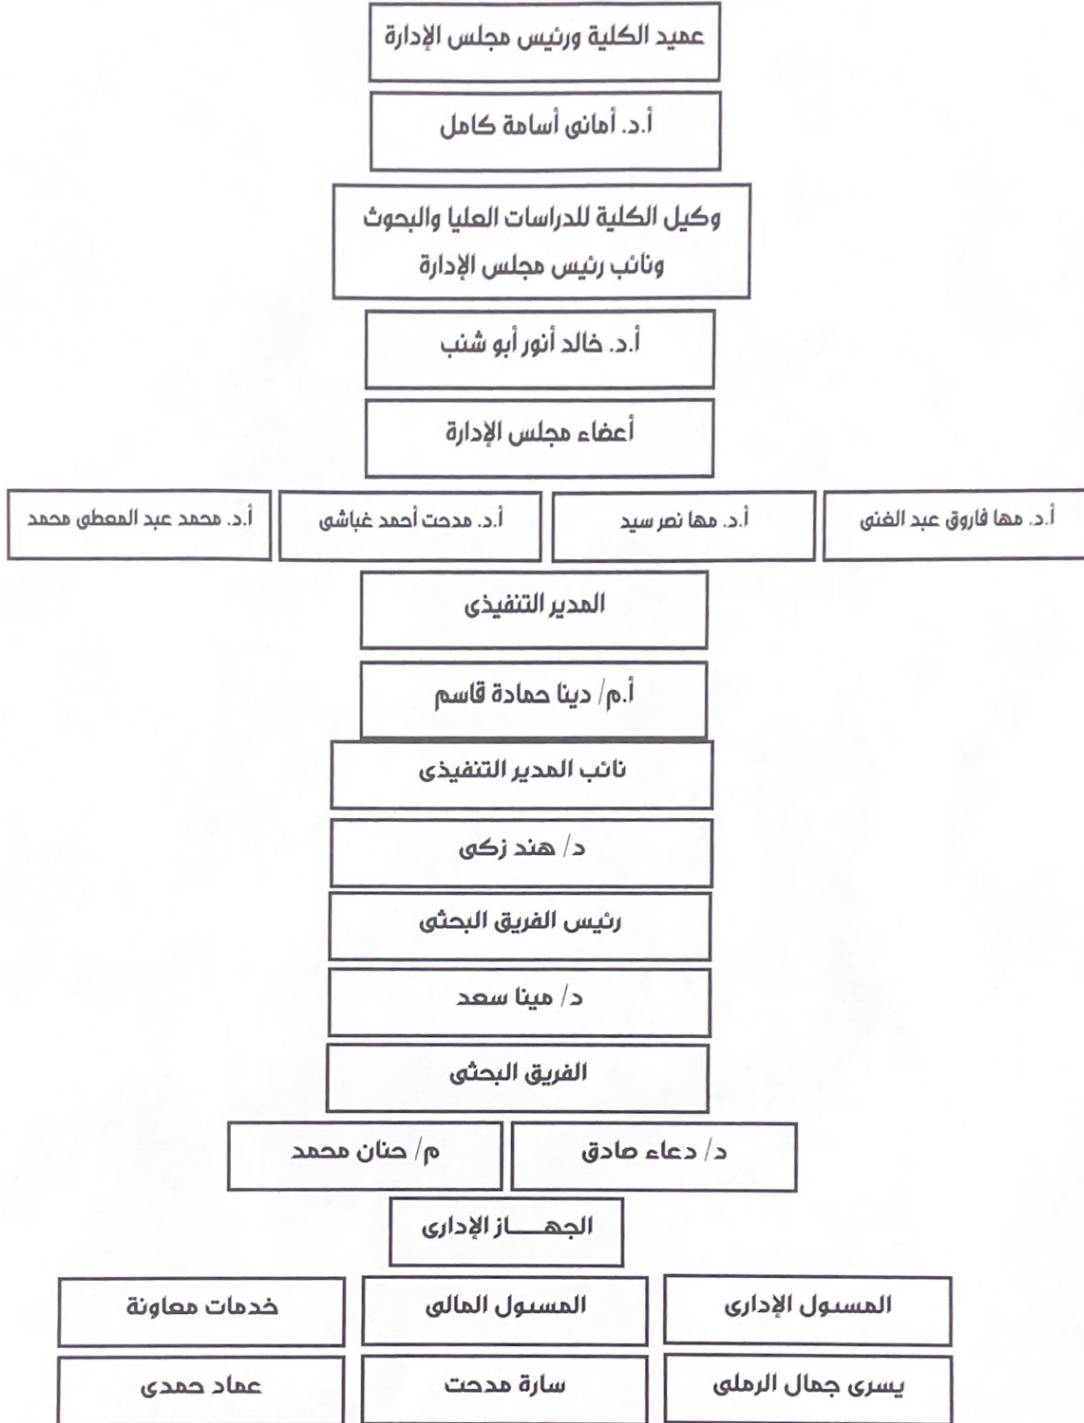 عميد الكلية ورئيس مجلس الإدارة
أ.د. أمانى أسامة كامل
وكيل الكلية للدراسات العليا والبحوث
ونائب رئيس مجلس الإدارة
أ.د. خالد أنور أبو شنب
أعضاء مجلس الإدارة
أ.د. مها فاروق عبد الغنى
أ.د. مها نصر سيد
أ.د. مدحت أحمد غباشى
أ.د. محمد عبد المعطى محمد
المدير التنفيذى
أ.م/ دينا حمادة قاسم
نائب المدير التنفيذى
د/ هند زكى
رئيس الفريق البحثى
د/ مينا سعد
الفريق البحثى
د/ دعاء صادق
م/ حنان محمد
الجهـــاز الإدارى
المسئول الإدارى
المسئول المالى
خدمات معاونة
يسرى جمال الرملى
سارة مدحت
عماد حمدى